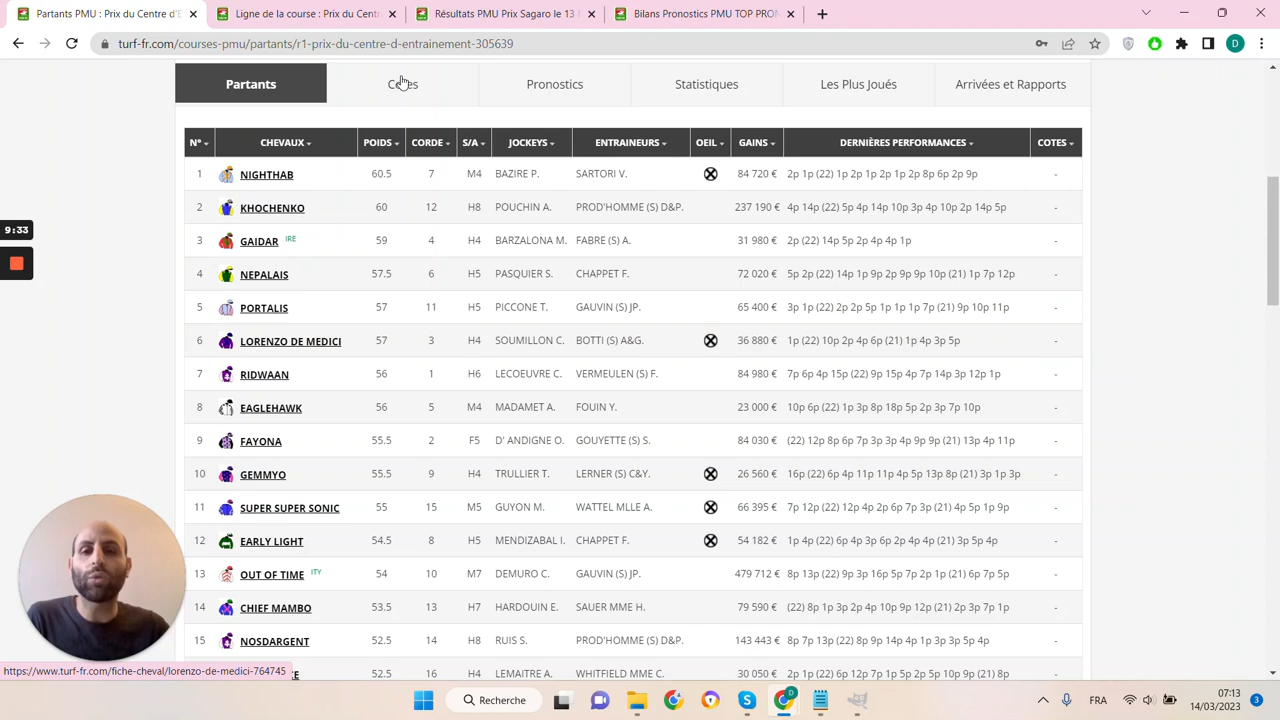 Partants PMU : Prix du Centre d'E
Ligne de la course : Prix du Centr
Résultats PMU Prix Sagaro le 13 
Bilans Pronostics PMU TOP PRON
turf-fr.com/courses-pmu/partants/r1-prix-du-centre-d-entrainement-305639
D
Partants
Cotes
Pronostics
Statistiques
Les Plus Joués
Arrivées et Rapports
N° CHEVAUX POIDS CORDE S/A JOCKEYS ENTRAINEURS OEIL GAINS DERNIÈRES PERFORMANCES COTES
1 NIGHTHAB 60.5 7 M4 BAZIRE P. SARTORI V. 84 720 € 2p 1p (22) 1p 2p 1p 2p 1p 2p 8p 6p 2p 9p -
2 KHOCHENKO 60 12 H8 POUCHIN A. PROD'HOMME (S) D&P. 237 190 € 4p 14p (22) 5p 4p 14p 10p 3p 4p 10p 2p 14p 5p -
3 GAIDAR IRE 59 4 H4 BARZALONA M. FABRE (S) A. 31 980 € 2p (22) 14p 5p 2p 4p 4p 1p -
4 NEPALAIS 57.5 6 H5 PASQUIER S. CHAPPET F. 72 020 € 5p 2p (22) 14p 1p 9p 2p 9p 9p 10p (21) 1p 7p 12p -
5 PORTALIS 57 11 H5 PICCONE T. GAUVIN (S) JP. 65 400 € 3p 1p (22) 2p 2p 5p 1p 1p 1p 7p (21) 9p 10p 11p -
6 LORENZO DE MEDICI 57 3 H4 SOUMILLON C. BOTTI (S) A&G. 36 880 € 1p (22) 10p 2p 4p 6p (21) 1p 4p 3p 5p -
7 RIDWAAN 56 1 H6 LECOEUVRE C. VERMEULEN (S) F. 84 980 € 7p 6p 4p 15p (22) 9p 15p 4p 7p 14p 3p 12p 1p -
8 EAGLEHAWK 56 5 M4 MADAMET A. FOUIN Y. 23 000 € 10p 6p (22) 1p 3p 8p 18p 5p 2p 3p 7p 10p -
9 FAYONA 55.5 2 F5 D' ANDIGNE O. GOUYETTE (S) S. 84 030 € (22) 12p 8p 6p 7p 3p 3p 4p 9p 9p (21) 13p 4p 11p -
10 GEMMYO 55.5 9 H4 TRULLIER T. LERNER (S) C&Y. 26 560 € 16p (22) 6p 4p 11p 11p 4p 5p 13p 8p (21) 3p 1p 3p -
11 SUPER SUPER SONIC 55 15 M5 GUYON M. WATTEL MLLE A. 66 395 € 7p 12p (22) 12p 4p 2p 6p 7p 3p (21) 4p 5p 1p 9p -
12 EARLY LIGHT 54.5 8 H5 MENDIZABAL I. CHAPPET F. 54 182 € 1p 4p (22) 6p 4p 3p 6p 2p 4p 4p (21) 3p 5p 4p -
13 OUT OF TIME ITY 54 10 M7 DEMURO C. GAUVIN (S) JP. 479 712 € 8p 13p (22) 9p 3p 16p 5p 7p 2p 1p (21) 6p 7p 5p -
14 CHIEF MAMBO 53.5 13 H7 HARDOUIN E. SAUER MME H. 79 590 € (22) 8p 1p 3p 2p 4p 10p 9p 12p (21) 2p 3p 7p 1p -
15 NOSDARGENT 52.5 14 H8 RUIS S. PROD'HOMME (S) D&P. 143 443 € 8p 7p 13p (22) 8p 9p 14p 4p 4p 1p 3p 3p 5p 4p -
52 16 H4 LEMAITRE A. WHITFIELD MME C. 30 050 € 2p 1p (22) 6p 12p 7p 5p 2p 5p 10p 9p (21) 8p -
9:33
https://www.turf-fr.com/fiche-cheval/lorenzo-de-medici-764745
Recherche
D
FRA
07:13
14/03/2023
3